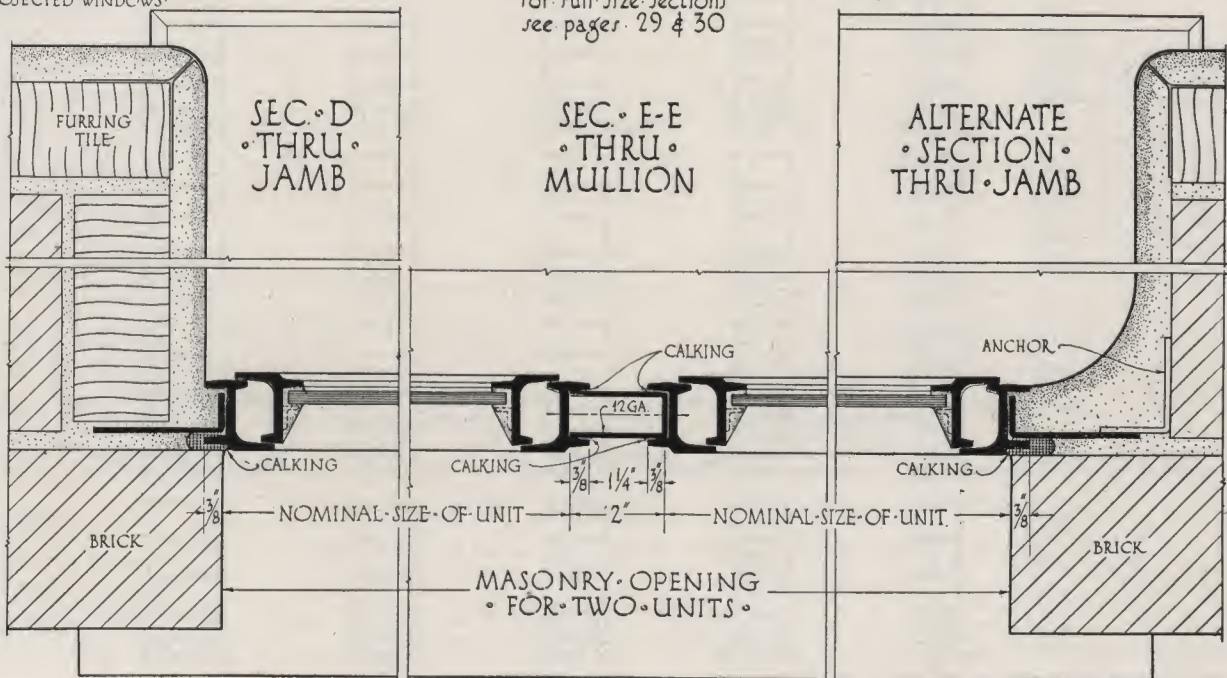 PROJECTED WINDOWS
for full size sections
see pages 29 & 30
FURRING
TILE
SEC. D
THRU
JAMB
SEC. E-E
THRU
MULLION
ALTERNATE
SECTION
THRU JAMB
CALKING
ANCHOR
12 GA.
CALKING
CALKING
CALKING
3/8"
1 1/4"
3/8"
3/8"
NOMINAL SIZE OF UNIT
2"
NOMINAL SIZE OF UNIT
3/8"
BRICK
BRICK
MASONRY OPENING
FOR TWO UNITS